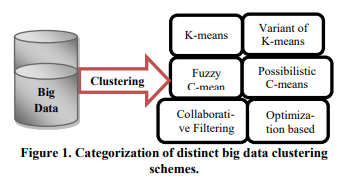 Big
Data
Clustering
K-means
Variant of
K-means
Fuzzy
C-mean
Possibilistic
C-means
Collaborati-
ve Filtering
Optimiza-
tion based
Figure 1. Categorization of distinct big data clustering
schemes.